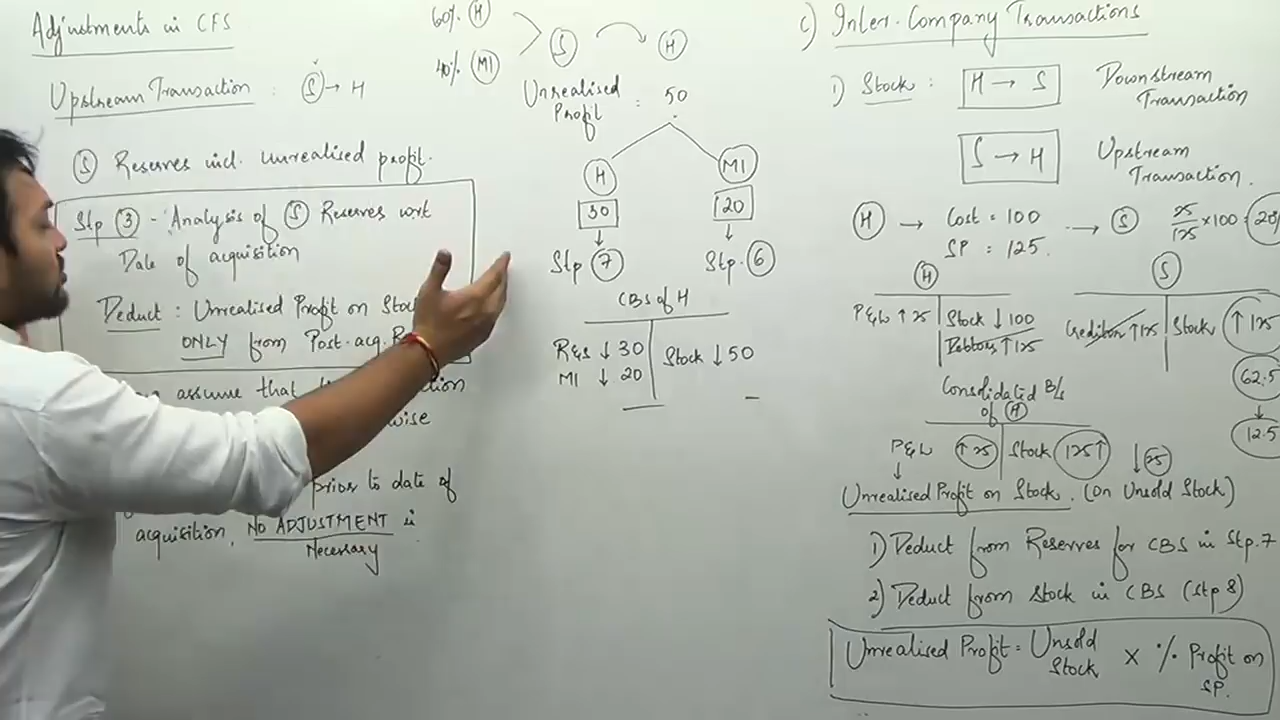 Adjustments in CFS
Upstream Transaction : (S) → H
(S) Reserves incl. unrealised profit.
Stp (3) - Analysis of (S) Reserves wrt
Date of acquisition
Deduct : Unrealised Profit on
ONLY from Post-acq.
assume that
prior to date of
acquisition, NO ADJUSTMENT is
Necessary
60% (H)
40% (MI)
(S) (H)
Unrealised
Profit : 50
(H) (MI)
30 20
Stp (7) Stp. (6)
CBS of H
R&S ↓ 30 Stock ↓ 50
MI ↓ 20
C) Inter-Company Transactions
1) Stock : H → S Downstream
Transaction
S → H Upstream
Transaction.
(H) → Cost = 100 → (S) 25/125 x 100 = 20%
SP = 125.
(H) (S)
P&L ↑ 25 Stock ↓ 100 Creditors ↑ 125 Stock ↑ 125
Debtors ↑ 125
62.5
↓
12.5
Consolidated B/s
of (H)
P&L ↑ 25 Stock 125 ↑ ↓ 25
↓
Unrealised Profit on Stock. (On Unsold Stock)
1) Deduct from Reserves for CBS in Stp. 7
2) Deduct from Stock in CBS (Stp 8)
Unrealised Profit = Unsold Stock x % Profit on
SP.